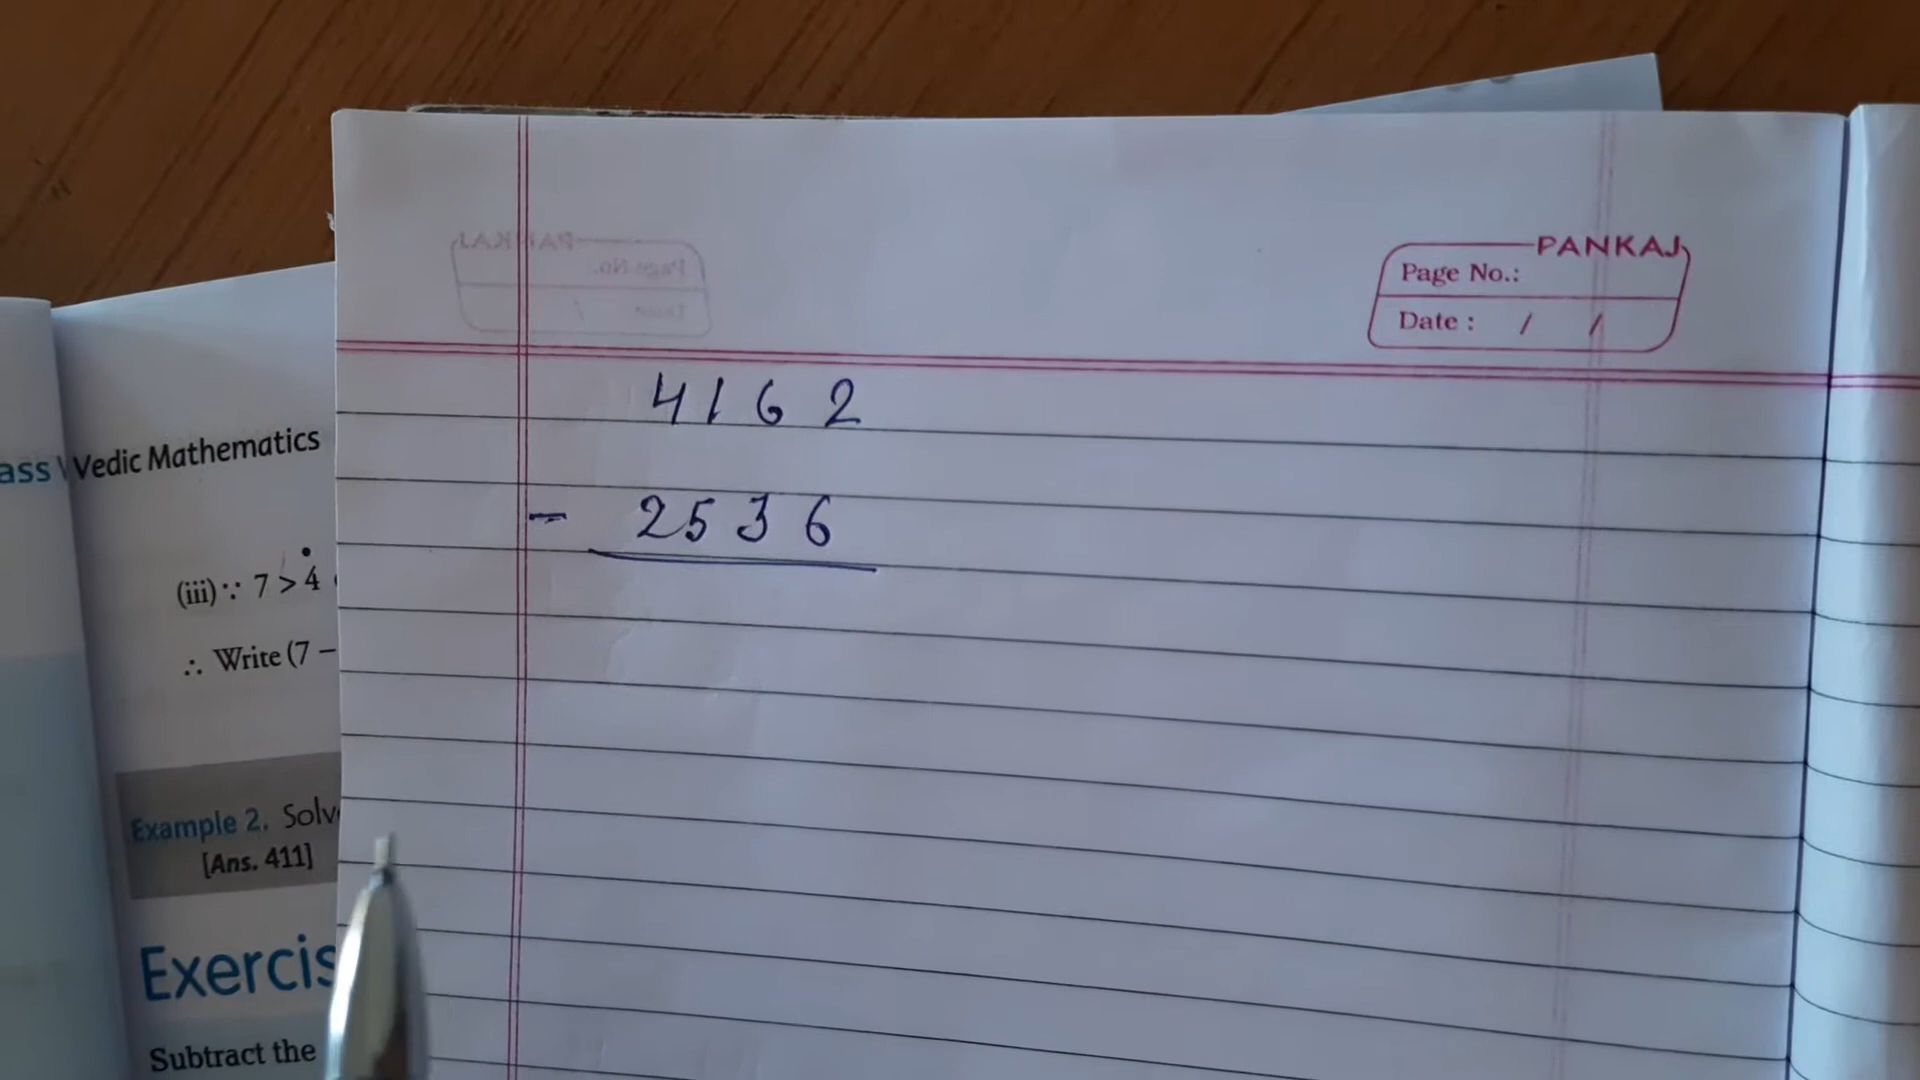 PANKAJ
Page No.:
Date : / /
4162
- 2536
ass
Vedic Mathematics
(iii) ∵ 7 > 4̇
∴ Write (7 –
Example 2. Solv
[Ans. 411]
Exercis
Subtract the